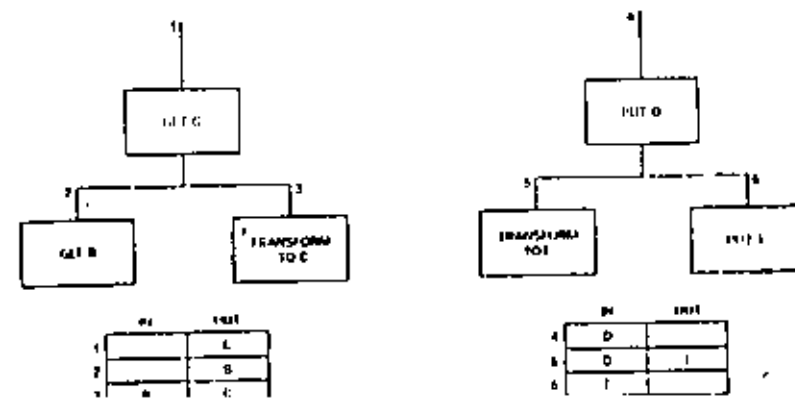 1
4
GET C
PUT D
2
3
5
6
GET B
TRANSFORM
TO C
TRANSFORM
TO E
PUT E
IN OUT
IN OUT
1
2 B
3 C
4 D
5 D
6